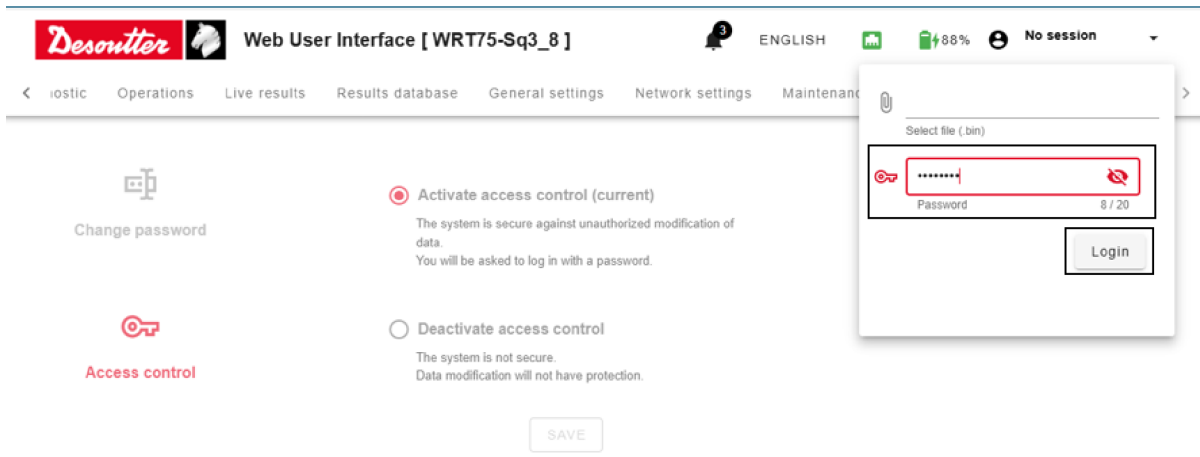 Desoutter Web User Interface [ WRT75-Sq3_8 ] 3 ENGLISH 88% No session
Operations Live results Results database General settings Network settings
Select file (.bin)
••••••••
Password 8 / 20
Login
Change password
Activate access control (current)
The system is secure against unauthorized modification of
data.
You will be asked to log in with a password.
Access control
Deactivate access control
The system is not secure.
Data modification will not have protection.
SAVE